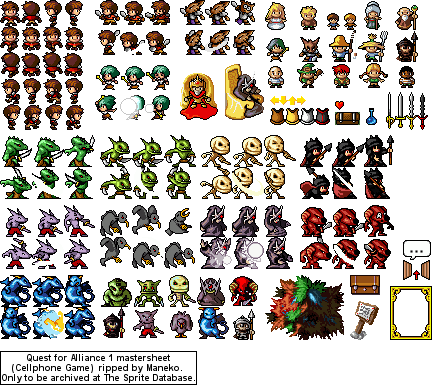 ...
Quest for Alliance 1 mastersheet
(Cellphone Game) ripped by Maneko.
Only to be archived at The Sprite Database.